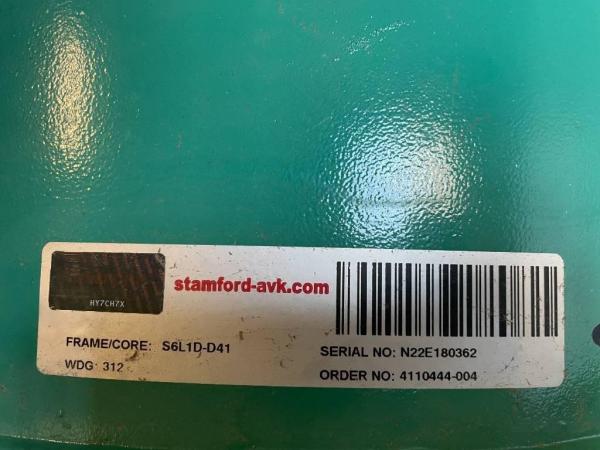 HY7CH7X
stamford-avk.com
FRAME/CORE: S6L1D-D41
WDG: 312
SERIAL NO: N22E180362
ORDER NO: 4110444-004